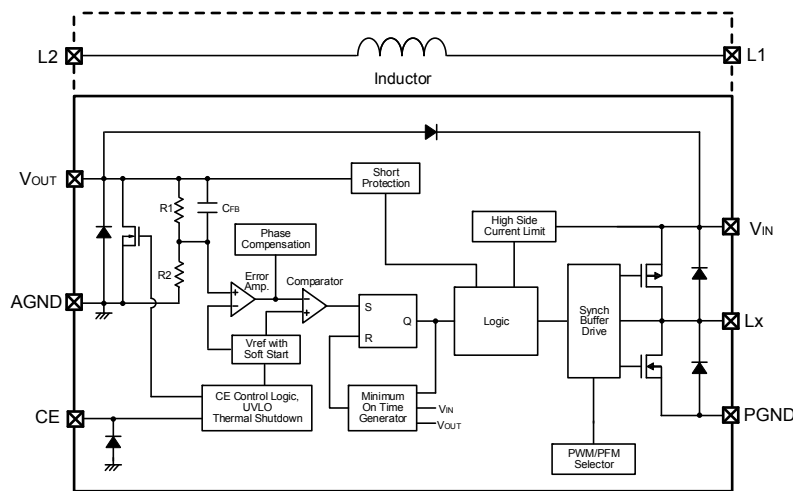 L2
L1
Inductor
VOUT
Short
Protection
R1
CFB
High Side
Current Limit
VIN
Phase
Compensation
R2
Error
Amp.
Comparator
AGND
S
Q
R
Logic
Synch
Buffer
Drive
Lx
Vref with
Soft Start
CE Control Logic,
UVLO
Thermal Shutdown
Minimum
On Time
Generator
VIN
VOUT
CE
PGND
PWM/PFM
Selector